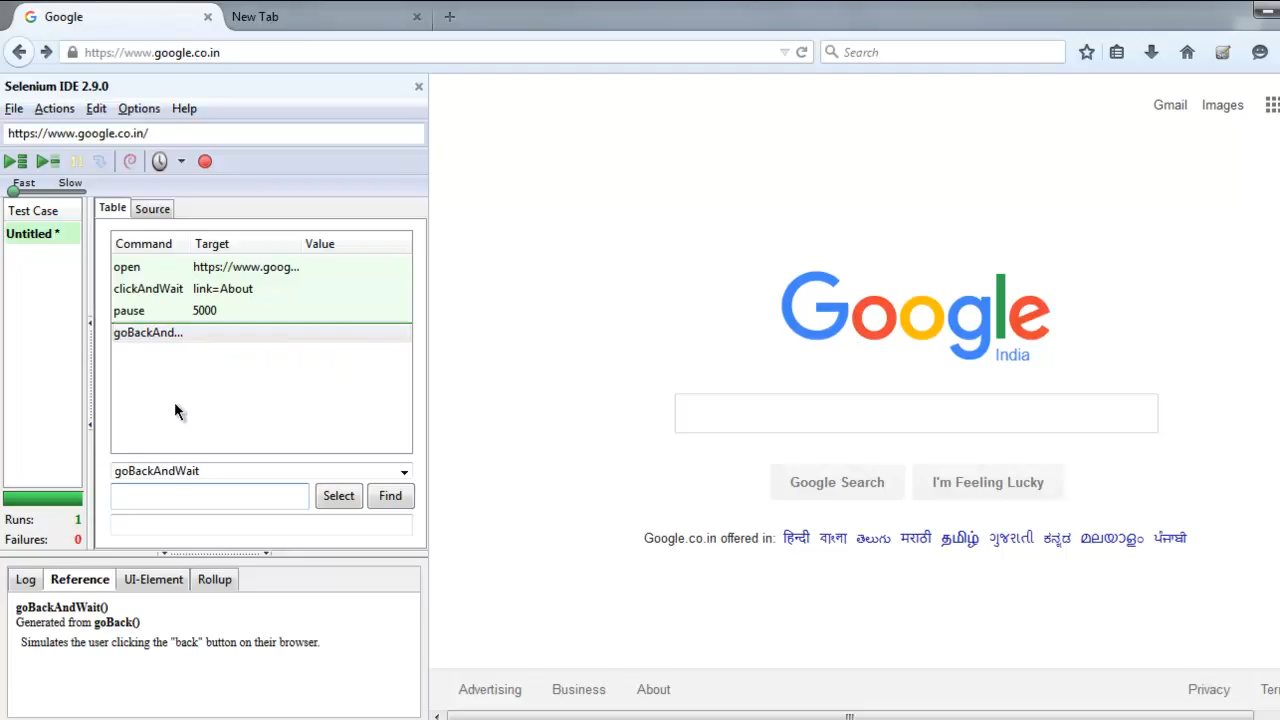 Google
New Tab
https://www.google.co.in
Search
Selenium IDE 2.9.0
File Actions Edit Options Help
https://www.google.co.in/
Fast Slow
Test Case
Untitled *
Table Source
Command Target Value
open https://www.goog...
clickAndWait link=About
pause 5000
goBackAnd...
goBackAndWait
Select Find
Runs: 1
Failures: 0
Log Reference UI-Element Rollup
goBackAndWait()
Generated from goBack()
Simulates the user clicking the "back" button on their browser.
Gmail Images
Google
India
Google Search I'm Feeling Lucky
Google.co.in offered in: हिन्दी বাংলা తెలుగు मराठी தமிழ் ગુજરાતી ಕನ್ನಡ മലയാളം ਪੰਜਾਬੀ
Advertising Business About Privacy Ter